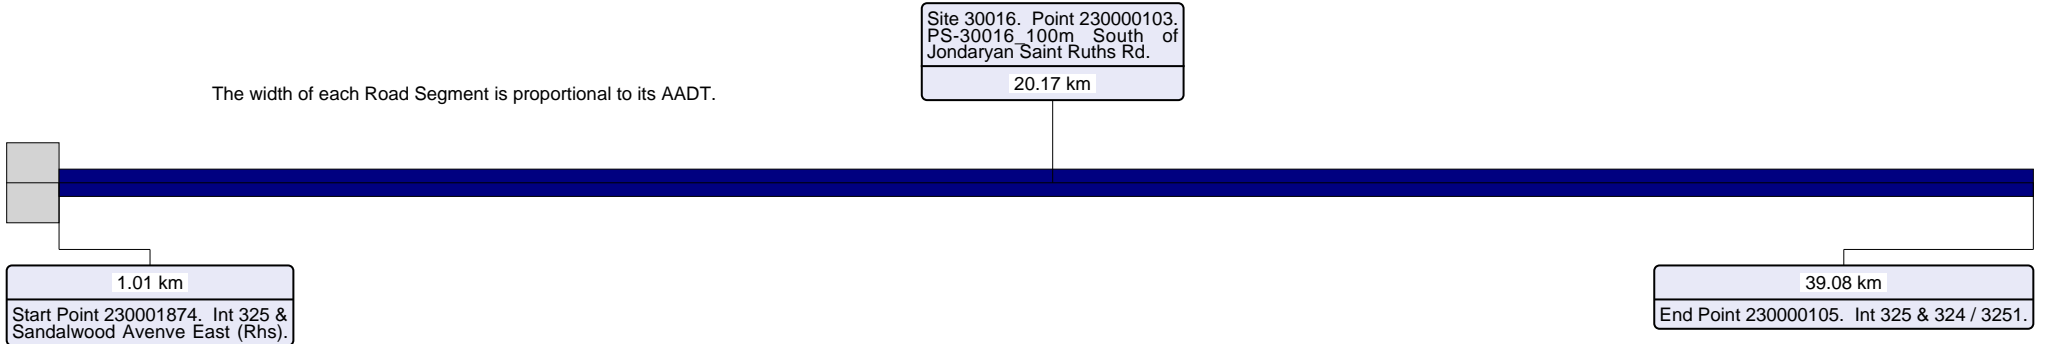 Site 30016. Point 230000103.
PS-30016_100m South of
Jondaryan Saint Ruths Rd.
20.17 km
The width of each Road Segment is proportional to its AADT.
1.01 km
Start Point 230001874. Int 325 &
Sandalwood Avenve East (Rhs).
39.08 km
End Point 230000105. Int 325 & 324 / 3251.